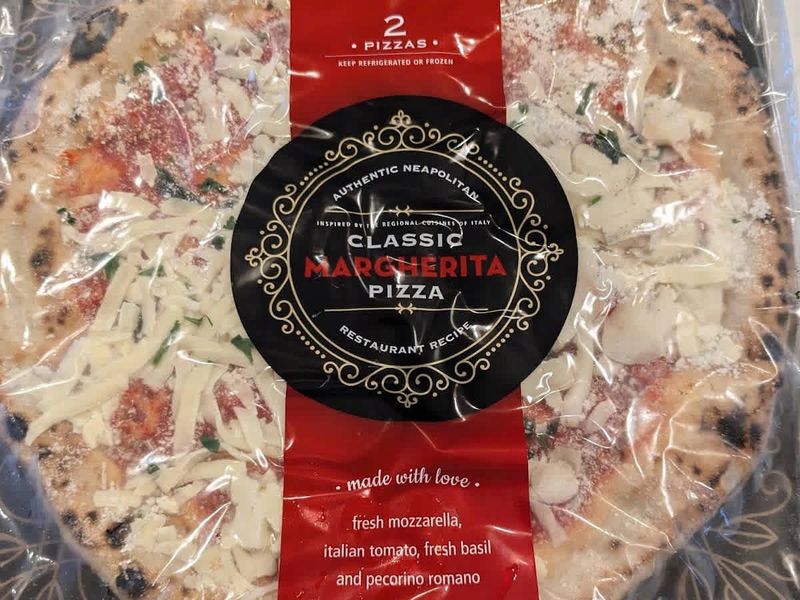 2
• PIZZAS •
KEEP REFRIGERATED OR FROZEN
AUTHENTIC NEAPOLITAN
INSPIRED BY THE REGIONAL CUISINES OF ITALY
CLASSIC
MARGHERITA
PIZZA
RESTAURANT RECIPE
• made with love •
fresh mozzarella,
italian tomato, fresh basil
and pecorino romano